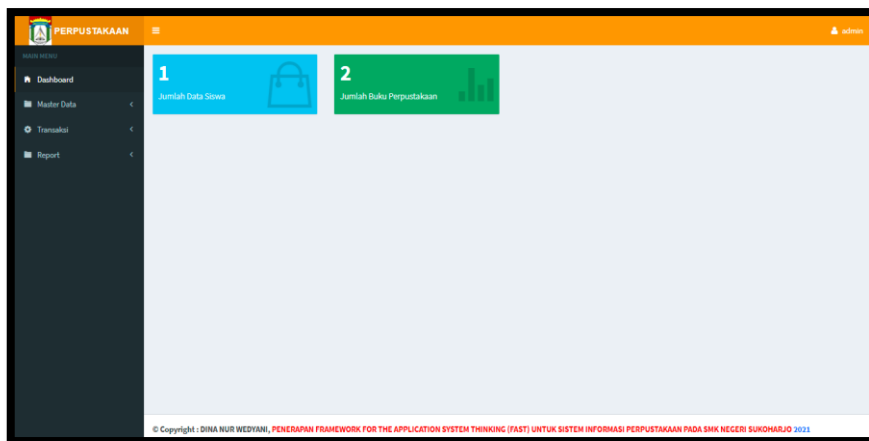 PERPUSTAKAAN
admin
MAIN MENU
Dashboard
Master Data
Transaksi
Report
1
Jumlah Data Siswa
2
Jumlah Buku Perpustakaan
© Copyright : DINA NUR WEDYANI, PENERAPAN FRAMEWORK FOR THE APPLICATION SYSTEM THINKING (FAST) UNTUK SISTEM INFORMASI PERPUSTAKAAN PADA SMK NEGERI SUKOHARJO 2021